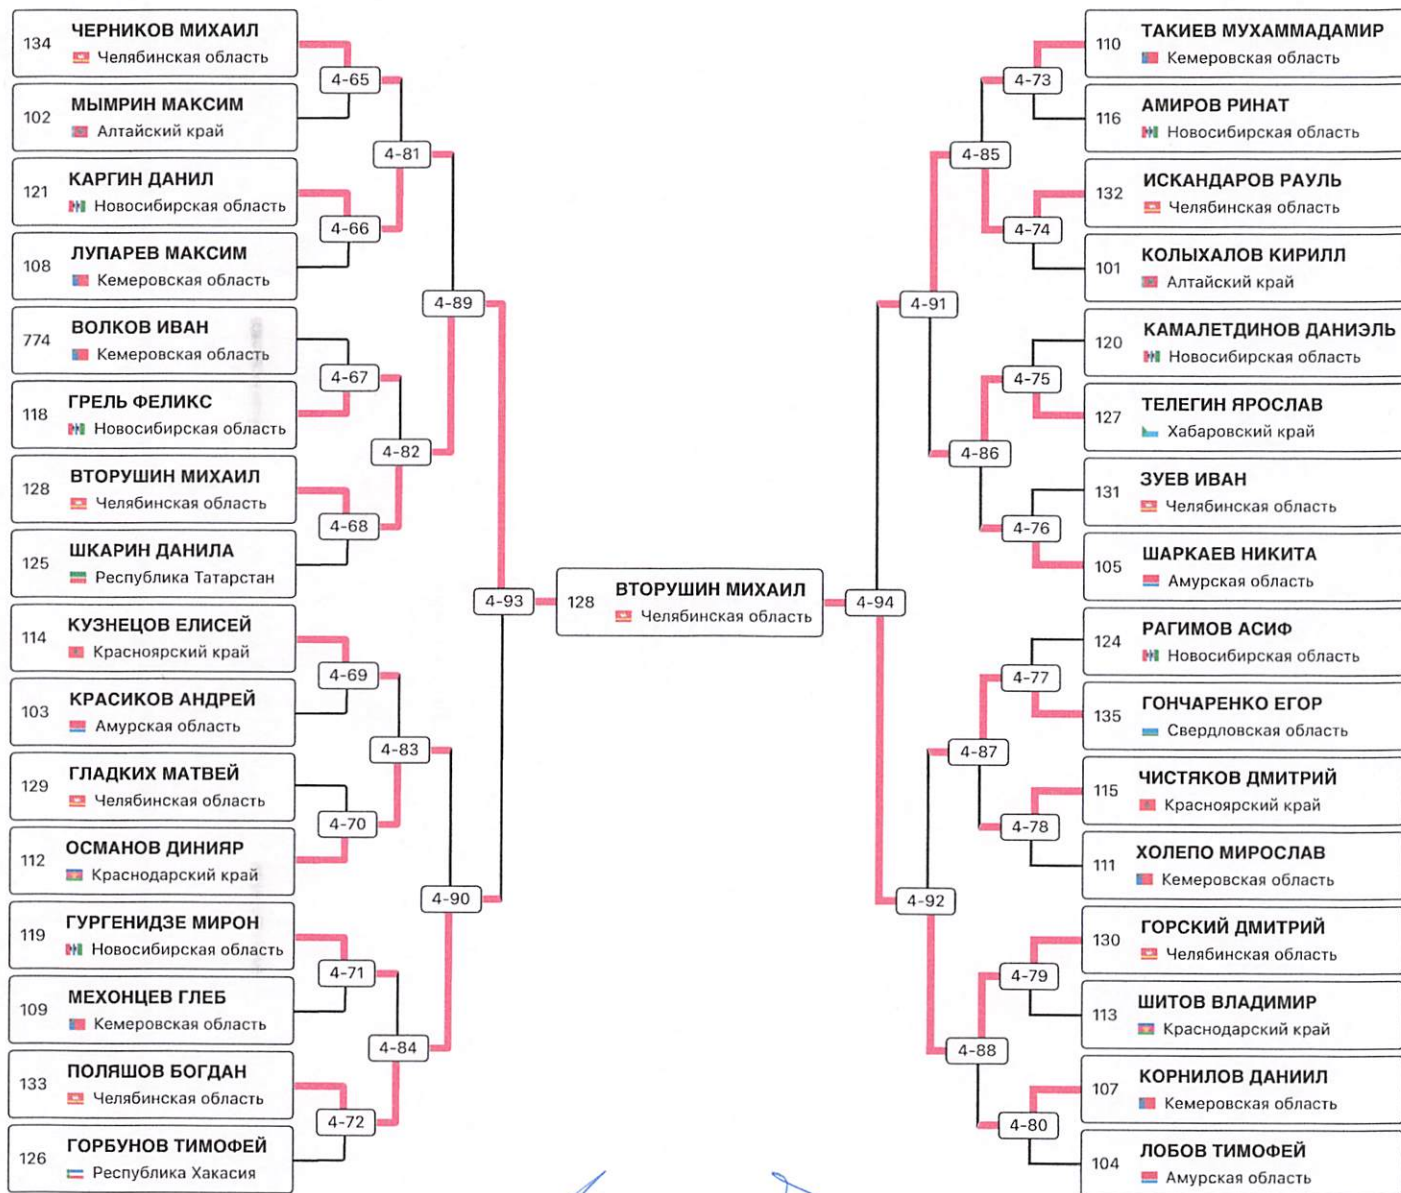 134 ЧЕРНИКОВ МИХАИЛ
Челябинская область
102 МЫМРИН МАКСИМ
Алтайский край
121 КАРГИН ДАНИЛ
Новосибирская область
108 ЛУПАРЕВ МАКСИМ
Кемеровская область
774 ВОЛКОВ ИВАН
Кемеровская область
118 ГРЕЛЬ ФЕЛИКС
Новосибирская область
128 ВТОРУШИН МИХАИЛ
Челябинская область
125 ШКАРИН ДАНИЛА
Республика Татарстан
114 КУЗНЕЦОВ ЕЛИСЕЙ
Красноярский край
103 КРАСИКОВ АНДРЕЙ
Амурская область
129 ГЛАДКИХ МАТВЕЙ
Челябинская область
112 ОСМАНОВ ДИНИЯР
Краснодарский край
119 ГУРГЕНИДЗЕ МИРОН
Новосибирская область
109 МЕХОНЦЕВ ГЛЕБ
Кемеровская область
133 ПОЛЯШОВ БОГДАН
Челябинская область
126 ГОРБУНОВ ТИМОФЕЙ
Республика Хакасия
4-65
4-66
4-67
4-68
4-69
4-70
4-71
4-72
4-81
4-82
4-83
4-84
4-89
4-90
4-93
128 ВТОРУШИН МИХАИЛ
Челябинская область
4-94
4-91
4-92
4-85
4-86
4-87
4-88
4-73
4-74
4-75
4-76
4-77
4-78
4-79
4-80
110 ТАКИЕВ МУХАММАДАМИР
Кемеровская область
116 АМИРОВ РИНАТ
Новосибирская область
132 ИСКАНДАРОВ РАУЛЬ
Челябинская область
101 КОЛЫХАЛОВ КИРИЛЛ
Алтайский край
120 КАМАЛЕТДИНОВ ДАНИЭЛЬ
Новосибирская область
127 ТЕЛЕГИН ЯРОСЛАВ
Хабаровский край
131 ЗУЕВ ИВАН
Челябинская область
105 ШАРКАЕВ НИКИТА
Амурская область
124 РАГИМОВ АСИФ
Новосибирская область
135 ГОНЧАРЕНКО ЕГОР
Свердловская область
115 ЧИСТЯКОВ ДМИТРИЙ
Красноярский край
111 ХОЛЕПО МИРОСЛАВ
Кемеровская область
130 ГОРСКИЙ ДМИТРИЙ
Челябинская область
113 ШИТОВ ВЛАДИМИР
Краснодарский край
107 КОРНИЛОВ ДАНИИЛ
Кемеровская область
104 ЛОБОВ ТИМОФЕЙ
Амурская область